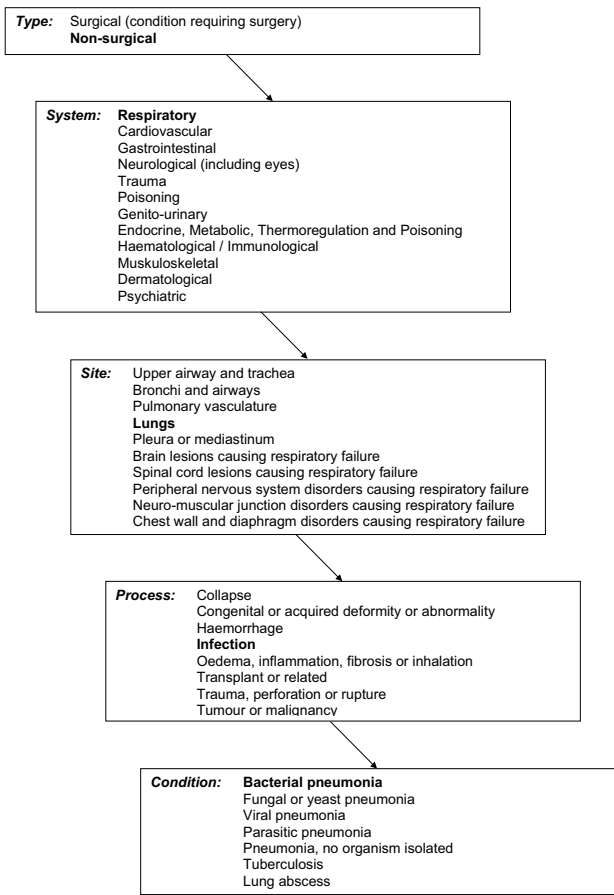 Type: Surgical (condition requiring surgery)
Non-surgical
System: Respiratory
Cardiovascular
Gastrointestinal
Neurological (including eyes)
Trauma
Poisoning
Genito-urinary
Endocrine, Metabolic, Thermoregulation and Poisoning
Haematological / Immunological
Muskuloskeletal
Dermatological
Psychiatric
Site: Upper airway and trachea
Bronchi and airways
Pulmonary vasculature
Lungs
Pleura or mediastinum
Brain lesions causing respiratory failure
Spinal cord lesions causing respiratory failure
Peripheral nervous system disorders causing respiratory failure
Neuro-muscular junction disorders causing respiratory failure
Chest wall and diaphragm disorders causing respiratory failure
Process: Collapse
Congenital or acquired deformity or abnormality
Haemorrhage
Infection
Oedema, inflammation, fibrosis or inhalation
Transplant or related
Trauma, perforation or rupture
Tumour or malignancy
Condition: Bacterial pneumonia
Fungal or yeast pneumonia
Viral pneumonia
Parasitic pneumonia
Pneumonia, no organism isolated
Tuberculosis
Lung abscess